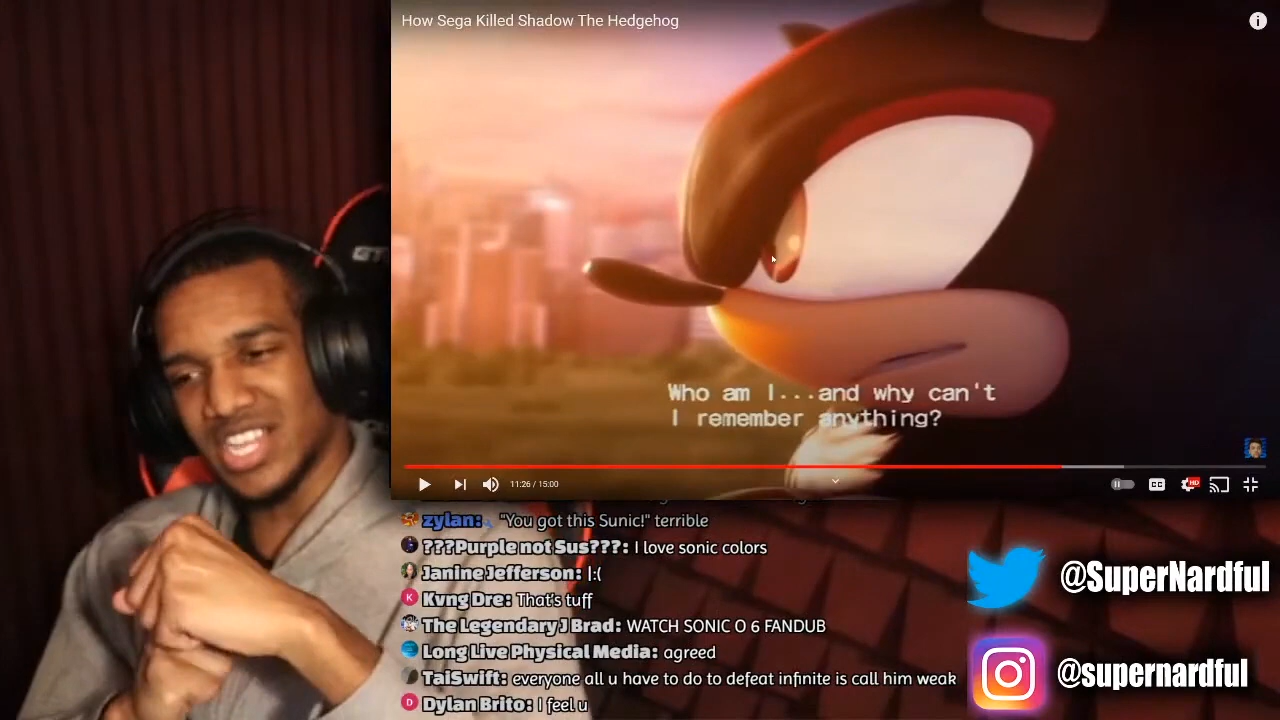 How Sega Killed Shadow The Hedgehog
GT
Who am I...and why can't
I remember anything?
11:26 / 15:00
CC
HD
zylan: "You got this Sunic!" terrible
???Purple not Sus???: I love sonic colors
Janine Jefferson: |:(
Kvng Dre: That's tuff
The Legendary J Brad: WATCH SONIC O 6 FANDUB
Long Live Physical Media: agreed
TaiSwift: everyone all u have to do to defeat infinite is call him weak
Dylan Brito: I feel u
@SuperNardful
@supernardful